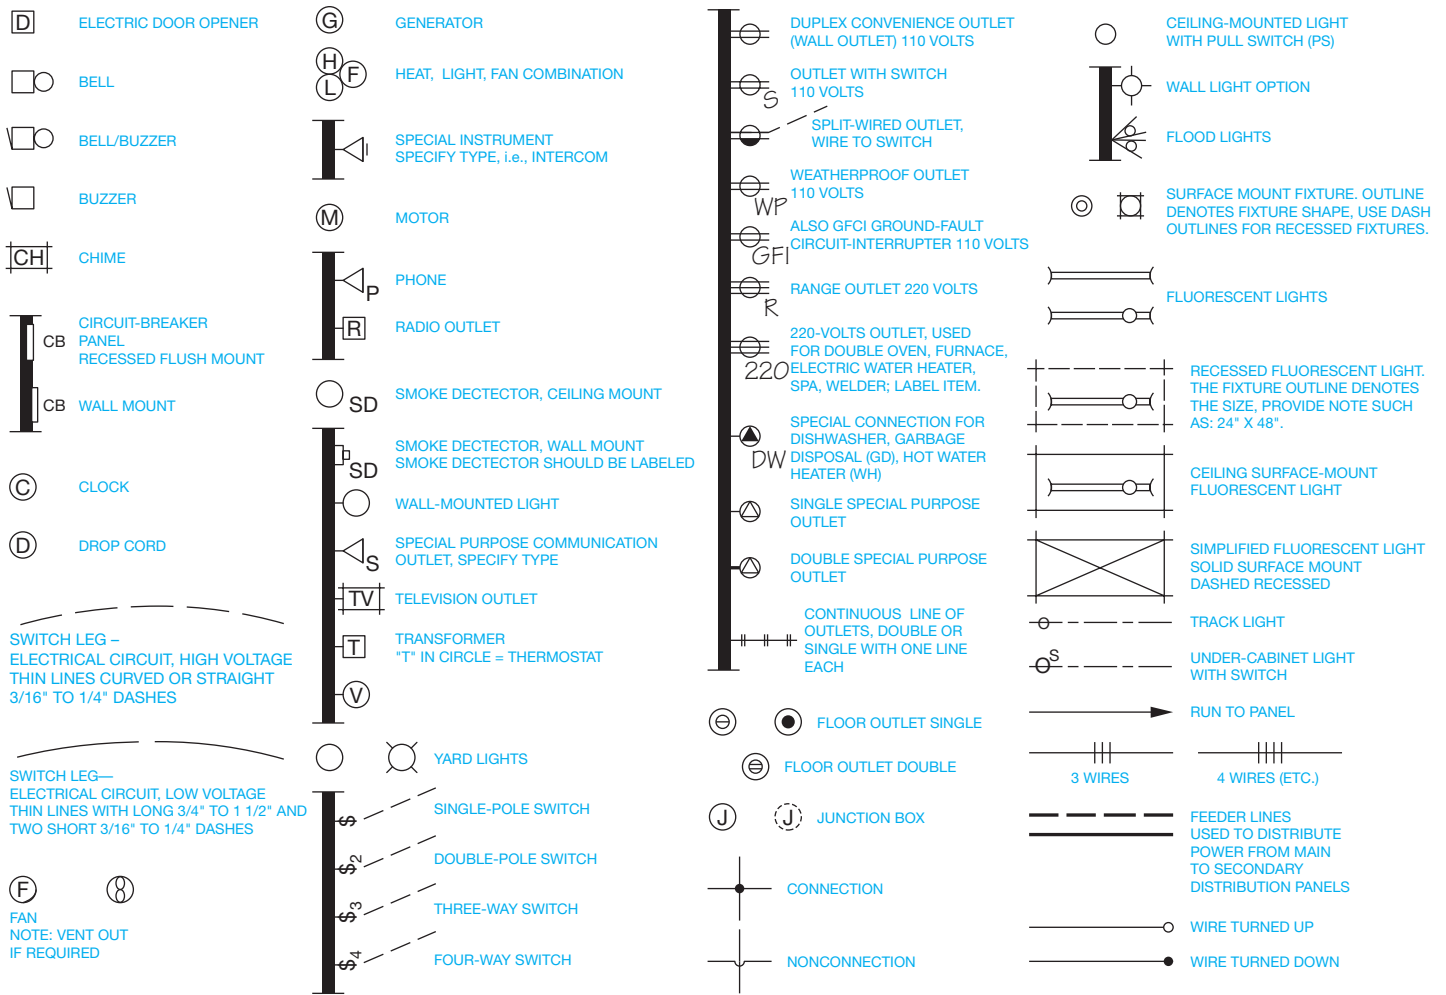 D ELECTRIC DOOR OPENER
BELL
BELL/BUZZER
BUZZER
CH CHIME
CIRCUIT-BREAKER
CB PANEL
RECESSED FLUSH MOUNT
CB WALL MOUNT
C CLOCK
D DROP CORD
SWITCH LEG –
ELECTRICAL CIRCUIT, HIGH VOLTAGE
THIN LINES CURVED OR STRAIGHT
3/16" TO 1/4" DASHES
SWITCH LEG—
ELECTRICAL CIRCUIT, LOW VOLTAGE
THIN LINES WITH LONG 3/4" TO 1 1/2" AND
TWO SHORT 3/16" TO 1/4" DASHES
F
FAN
NOTE: VENT OUT
IF REQUIRED
G GENERATOR
H
F HEAT, LIGHT, FAN COMBINATION
L
SPECIAL INSTRUMENT
SPECIFY TYPE, i.e., INTERCOM
M MOTOR
PHONE
P
R RADIO OUTLET
SMOKE DECTECTOR, CEILING MOUNT
SD
SMOKE DECTECTOR, WALL MOUNT
SD SMOKE DECTECTOR SHOULD BE LABELED
WALL-MOUNTED LIGHT
SPECIAL PURPOSE COMMUNICATION
S OUTLET, SPECIFY TYPE
TV TELEVISION OUTLET
TRANSFORMER
T "T" IN CIRCLE = THERMOSTAT
V
YARD LIGHTS
SINGLE-POLE SWITCH
S
DOUBLE-POLE SWITCH
S2
THREE-WAY SWITCH
S3
FOUR-WAY SWITCH
S4
DUPLEX CONVENIENCE OUTLET
(WALL OUTLET) 110 VOLTS
OUTLET WITH SWITCH
110 VOLTS
S
SPLIT-WIRED OUTLET,
WIRE TO SWITCH
WEATHERPROOF OUTLET
110 VOLTS
WP
ALSO GFCI GROUND-FAULT
CIRCUIT-INTERRUPTER 110 VOLTS
GFI
RANGE OUTLET 220 VOLTS
R
220-VOLTS OUTLET, USED
FOR DOUBLE OVEN, FURNACE,
220 ELECTRIC WATER HEATER,
SPA, WELDER; LABEL ITEM.
SPECIAL CONNECTION FOR
DISHWASHER, GARBAGE
DW DISPOSAL (GD), HOT WATER
HEATER (WH)
SINGLE SPECIAL PURPOSE
OUTLET
DOUBLE SPECIAL PURPOSE
OUTLET
CONTINUOUS LINE OF
OUTLETS, DOUBLE OR
SINGLE WITH ONE LINE
EACH
FLOOR OUTLET SINGLE
FLOOR OUTLET DOUBLE
J J JUNCTION BOX
CONNECTION
NONCONNECTION
CEILING-MOUNTED LIGHT
WITH PULL SWITCH (PS)
WALL LIGHT OPTION
FLOOD LIGHTS
SURFACE MOUNT FIXTURE. OUTLINE
DENOTES FIXTURE SHAPE, USE DASH
OUTLINES FOR RECESSED FIXTURES.
FLUORESCENT LIGHTS
RECESSED FLUORESCENT LIGHT.
THE FIXTURE OUTLINE DENOTES
THE SIZE, PROVIDE NOTE SUCH
AS: 24" X 48".
CEILING SURFACE-MOUNT
FLUORESCENT LIGHT
SIMPLIFIED FLUORESCENT LIGHT
SOLID SURFACE MOUNT
DASHED RECESSED
TRACK LIGHT
S UNDER-CABINET LIGHT
WITH SWITCH
RUN TO PANEL
3 WIRES 4 WIRES (ETC.)
FEEDER LINES
USED TO DISTRIBUTE
POWER FROM MAIN
TO SECONDARY
DISTRIBUTION PANELS
WIRE TURNED UP
WIRE TURNED DOWN